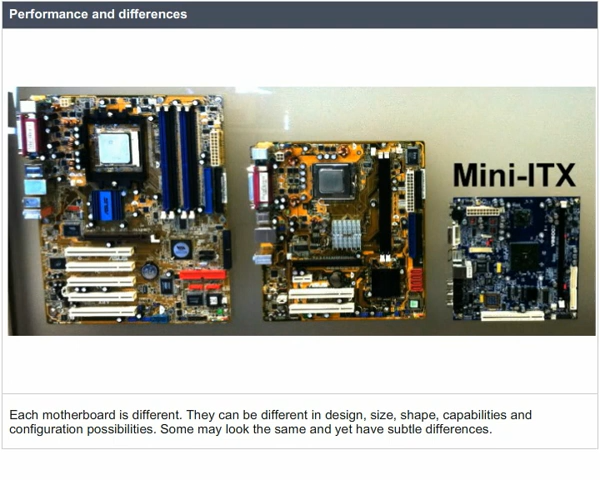 Performance and differences
Mini-ITX
Each motherboard is different. They can be different in design, size, shape, capabilities and
configuration possibilities. Some may look the same and yet have subtle differences.